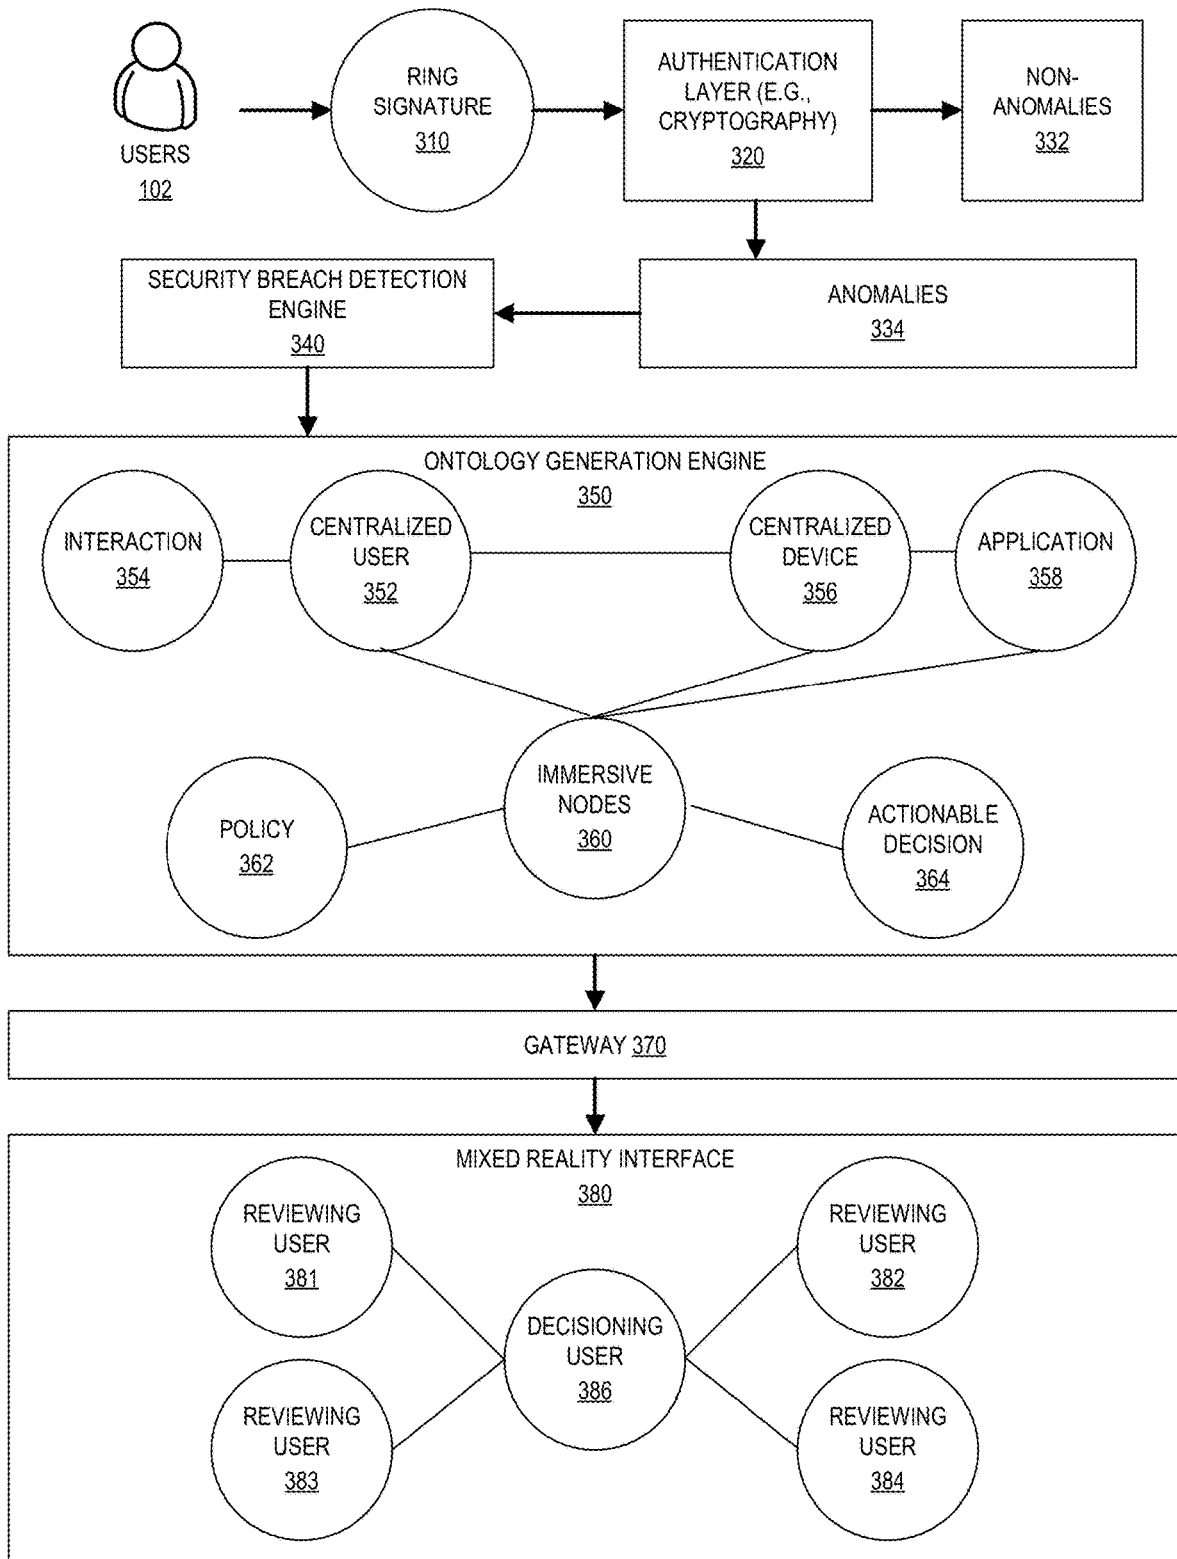 USERS
102
RING
SIGNATURE
310
AUTHENTICATION
LAYER (E.G.,
CRYPTOGRAPHY)
320
NON-
ANOMALIES
332
SECURITY BREACH DETECTION
ENGINE
340
ANOMALIES
334
ONTOLOGY GENERATION ENGINE
350
INTERACTION
354
CENTRALIZED
USER
352
CENTRALIZED
DEVICE
356
APPLICATION
358
POLICY
362
IMMERSIVE
NODES
360
ACTIONABLE
DECISION
364
GATEWAY 370
MIXED REALITY INTERFACE
380
REVIEWING
USER
381
REVIEWING
USER
382
DECISIONING
USER
386
REVIEWING
USER
383
REVIEWING
USER
384